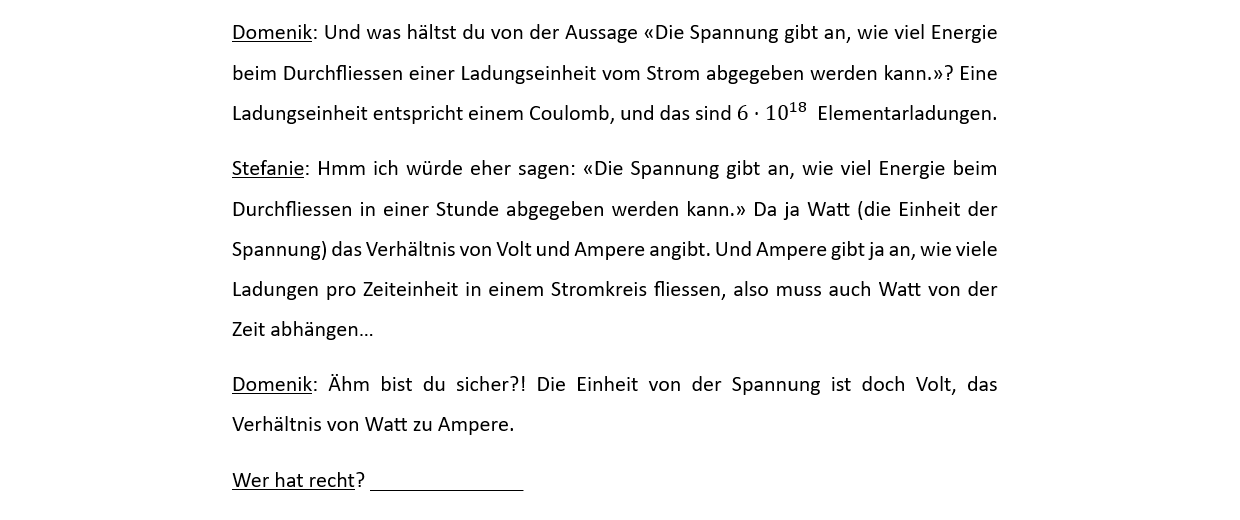 Domenik: Und was hältst du von der Aussage «Die Spannung gibt an, wie viel Energie
beim Durchfliessen einer Ladungseinheit vom Strom abgegeben werden kann.»? Eine
Ladungseinheit entspricht einem Coulomb, und das sind 6 · 10¹⁸ Elementarladungen.
Stefanie: Hmm ich würde eher sagen: «Die Spannung gibt an, wie viel Energie beim
Durchfliessen in einer Stunde abgegeben werden kann.» Da ja Watt (die Einheit der
Spannung) das Verhältnis von Volt und Ampere angibt. Und Ampere gibt ja an, wie viele
Ladungen pro Zeiteinheit in einem Stromkreis fliessen, also muss auch Watt von der
Zeit abhängen…
Domenik: Ähm bist du sicher?! Die Einheit von der Spannung ist doch Volt, das
Verhältnis von Watt zu Ampere.
Wer hat recht? _______________